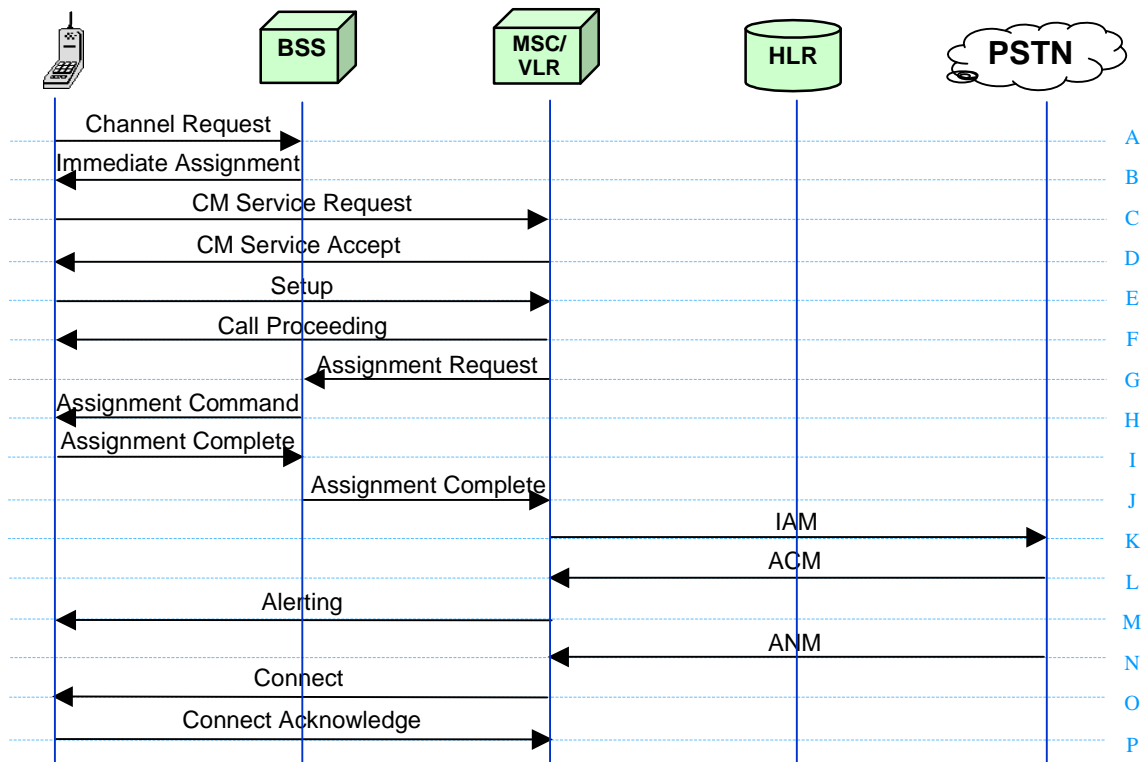 BSS
MSC/
VLR
HLR
PSTN
Channel Request
A
Immediate Assignment
B
CM Service Request
C
CM Service Accept
D
Setup
E
Call Proceeding
F
Assignment Request
G
Assignment Command
H
Assignment Complete
I
Assignment Complete
J
IAM
K
ACM
L
Alerting
M
ANM
N
Connect
O
Connect Acknowledge
P